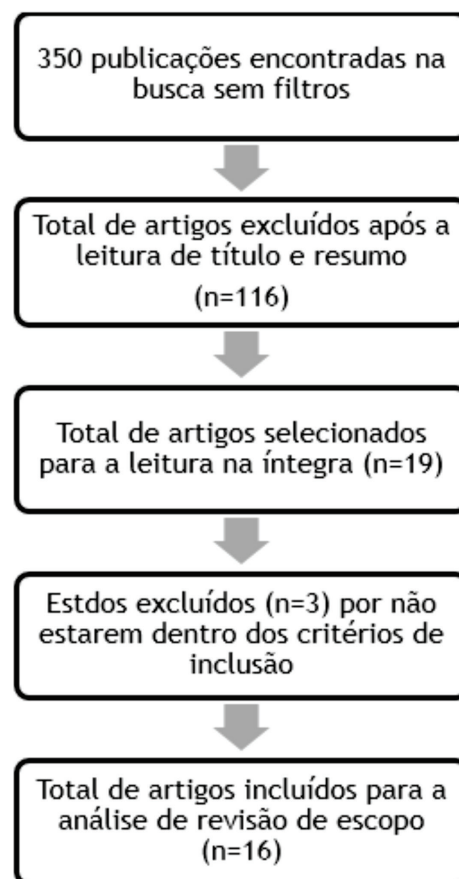 350 publicações encontradas na
busca sem filtros
Total de artigos excluídos após a
leitura de título e resumo
(n=116)
Total de artigos selecionados
para a leitura na íntegra (n=19)
Estdos excluídos (n=3) por não
estarem dentro dos critérios de
inclusão
Total de artigos incluídos para a
análise de revisão de escopo
(n=16)